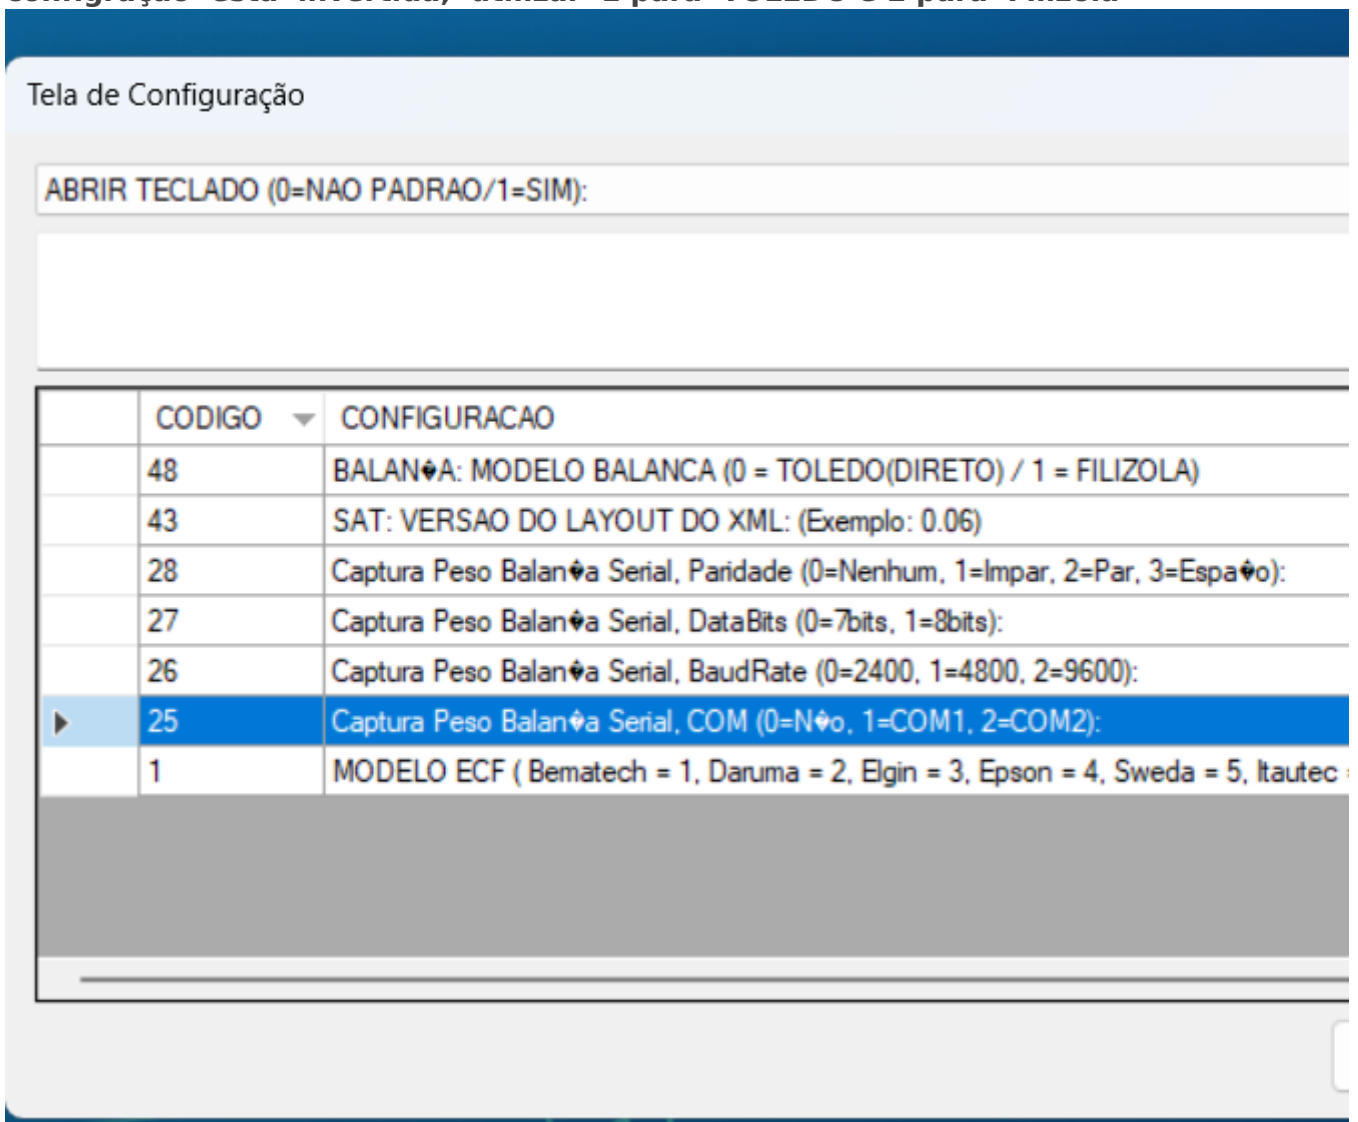 Tela de Configuração
ABRIR TECLADO (0=NAO PADRAO/1=SIM):
CODIGO CONFIGURACAO
48 BALAN�A: MODELO BALANCA (0 = TOLEDO(DIRETO) / 1 = FILIZOLA)
43 SAT: VERSAO DO LAYOUT DO XML: (Exemplo: 0.06)
28 Captura Peso Balan�a Serial, Paridade (0=Nenhum, 1=Impar, 2=Par, 3=Espa�o):
27 Captura Peso Balan�a Serial, DataBits (0=7bits, 1=8bits):
26 Captura Peso Balan�a Serial, BaudRate (0=2400, 1=4800, 2=9600):
25 Captura Peso Balan�a Serial, COM (0=N�o, 1=COM1, 2=COM2):
1 MODELO ECF ( Bematech = 1, Daruma = 2, Elgin = 3, Epson = 4, Sweda = 5, Itautec